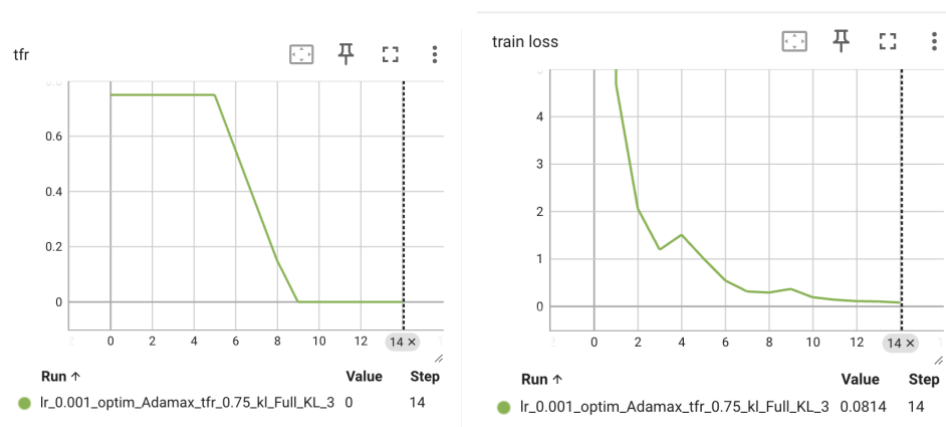 tfr
0.6
0.4
0.2
0
0 2 4 6 8 10 12 14 ×
Run ↑ Value Step
lr_0.001_optim_Adamax_tfr_0.75_kl_Full_KL_3 0 14
train loss
4
3
2
1
0
0 2 4 6 8 10 12 14 ×
Run ↑ Value Step
lr_0.001_optim_Adamax_tfr_0.75_kl_Full_KL_3 0.0814 14